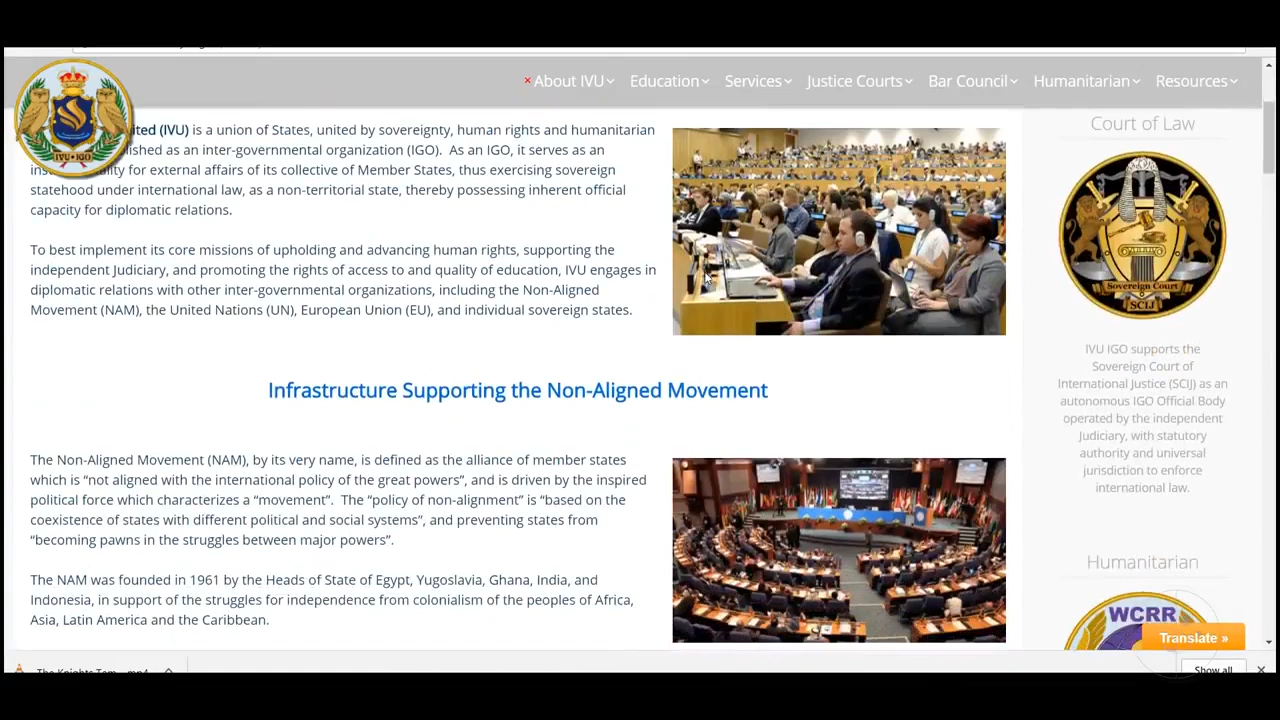 About IVU
Education
Services
Justice Courts
Bar Council
Humanitarian
Resources
IVU • IGO
(IVU) is a union of States, united by sovereignty, human rights and humanitarian
as an inter-governmental organization (IGO). As an IGO, it serves as an
for external affairs of its collective of Member States, thus exercising sovereign
statehood under international law, as a non-territorial state, thereby possessing inherent official
capacity for diplomatic relations.
To best implement its core missions of upholding and advancing human rights, supporting the
independent Judiciary, and promoting the rights of access to and quality of education, IVU engages in
diplomatic relations with other inter-governmental organizations, including the Non-Aligned
Movement (NAM), the United Nations (UN), European Union (EU), and individual sovereign states.
Infrastructure Supporting the Non-Aligned Movement
The Non-Aligned Movement (NAM), by its very name, is defined as the alliance of member states
which is “not aligned with the international policy of the great powers”, and is driven by the inspired
political force which characterizes a “movement”. The “policy of non-alignment” is “based on the
coexistence of states with different political and social systems”, and preventing states from
“becoming pawns in the struggles between major powers”.
The NAM was founded in 1961 by the Heads of State of Egypt, Yugoslavia, Ghana, India, and
Indonesia, in support of the struggles for independence from colonialism of the peoples of Africa,
Asia, Latin America and the Caribbean.
Court of Law
Sovereign Court
SCIJ
IVU IGO supports the
Sovereign Court of
International Justice (SCIJ) as an
autonomous IGO Official Body
operated by the independent
Judiciary, with statutory
authority and universal
jurisdiction to enforce
international law.
Humanitarian
WCRR
Translate »
Show all